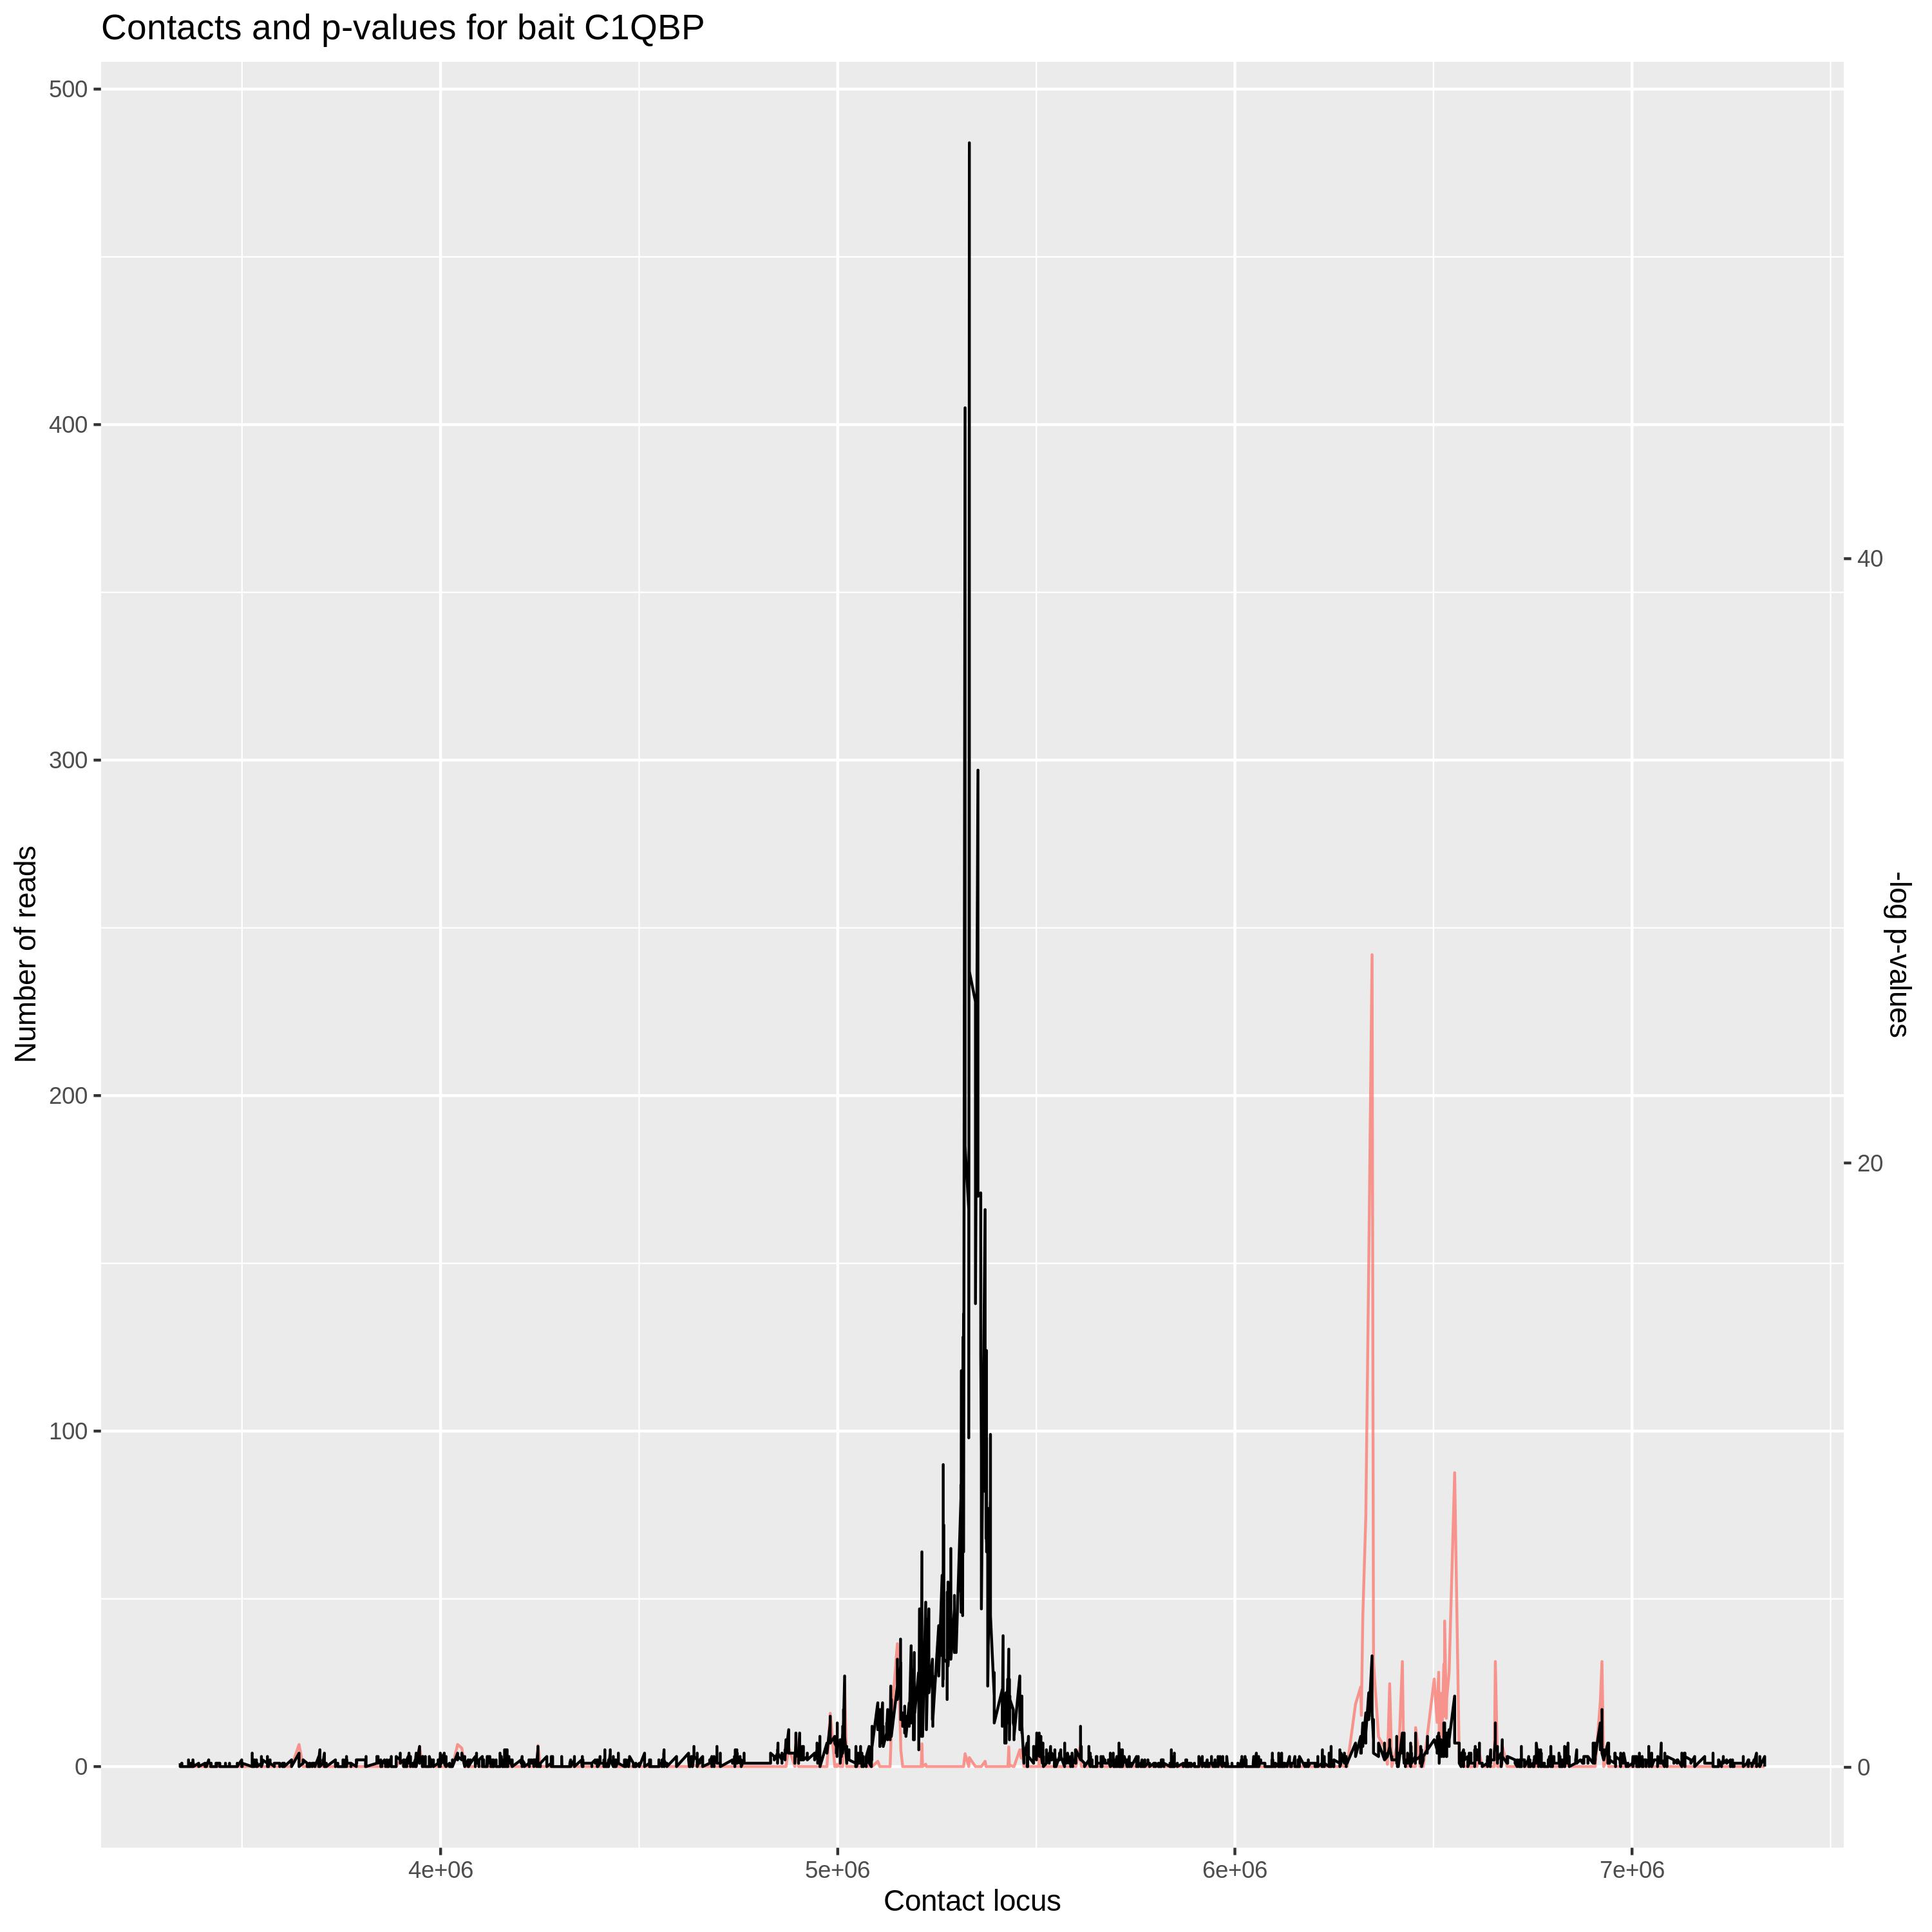 Contacts and p-values for bait C1QBP
500
400
300
200
100
0
Number of reads
40
20
0
-log p-values
4e+06
5e+06
6e+06
7e+06
Contact locus